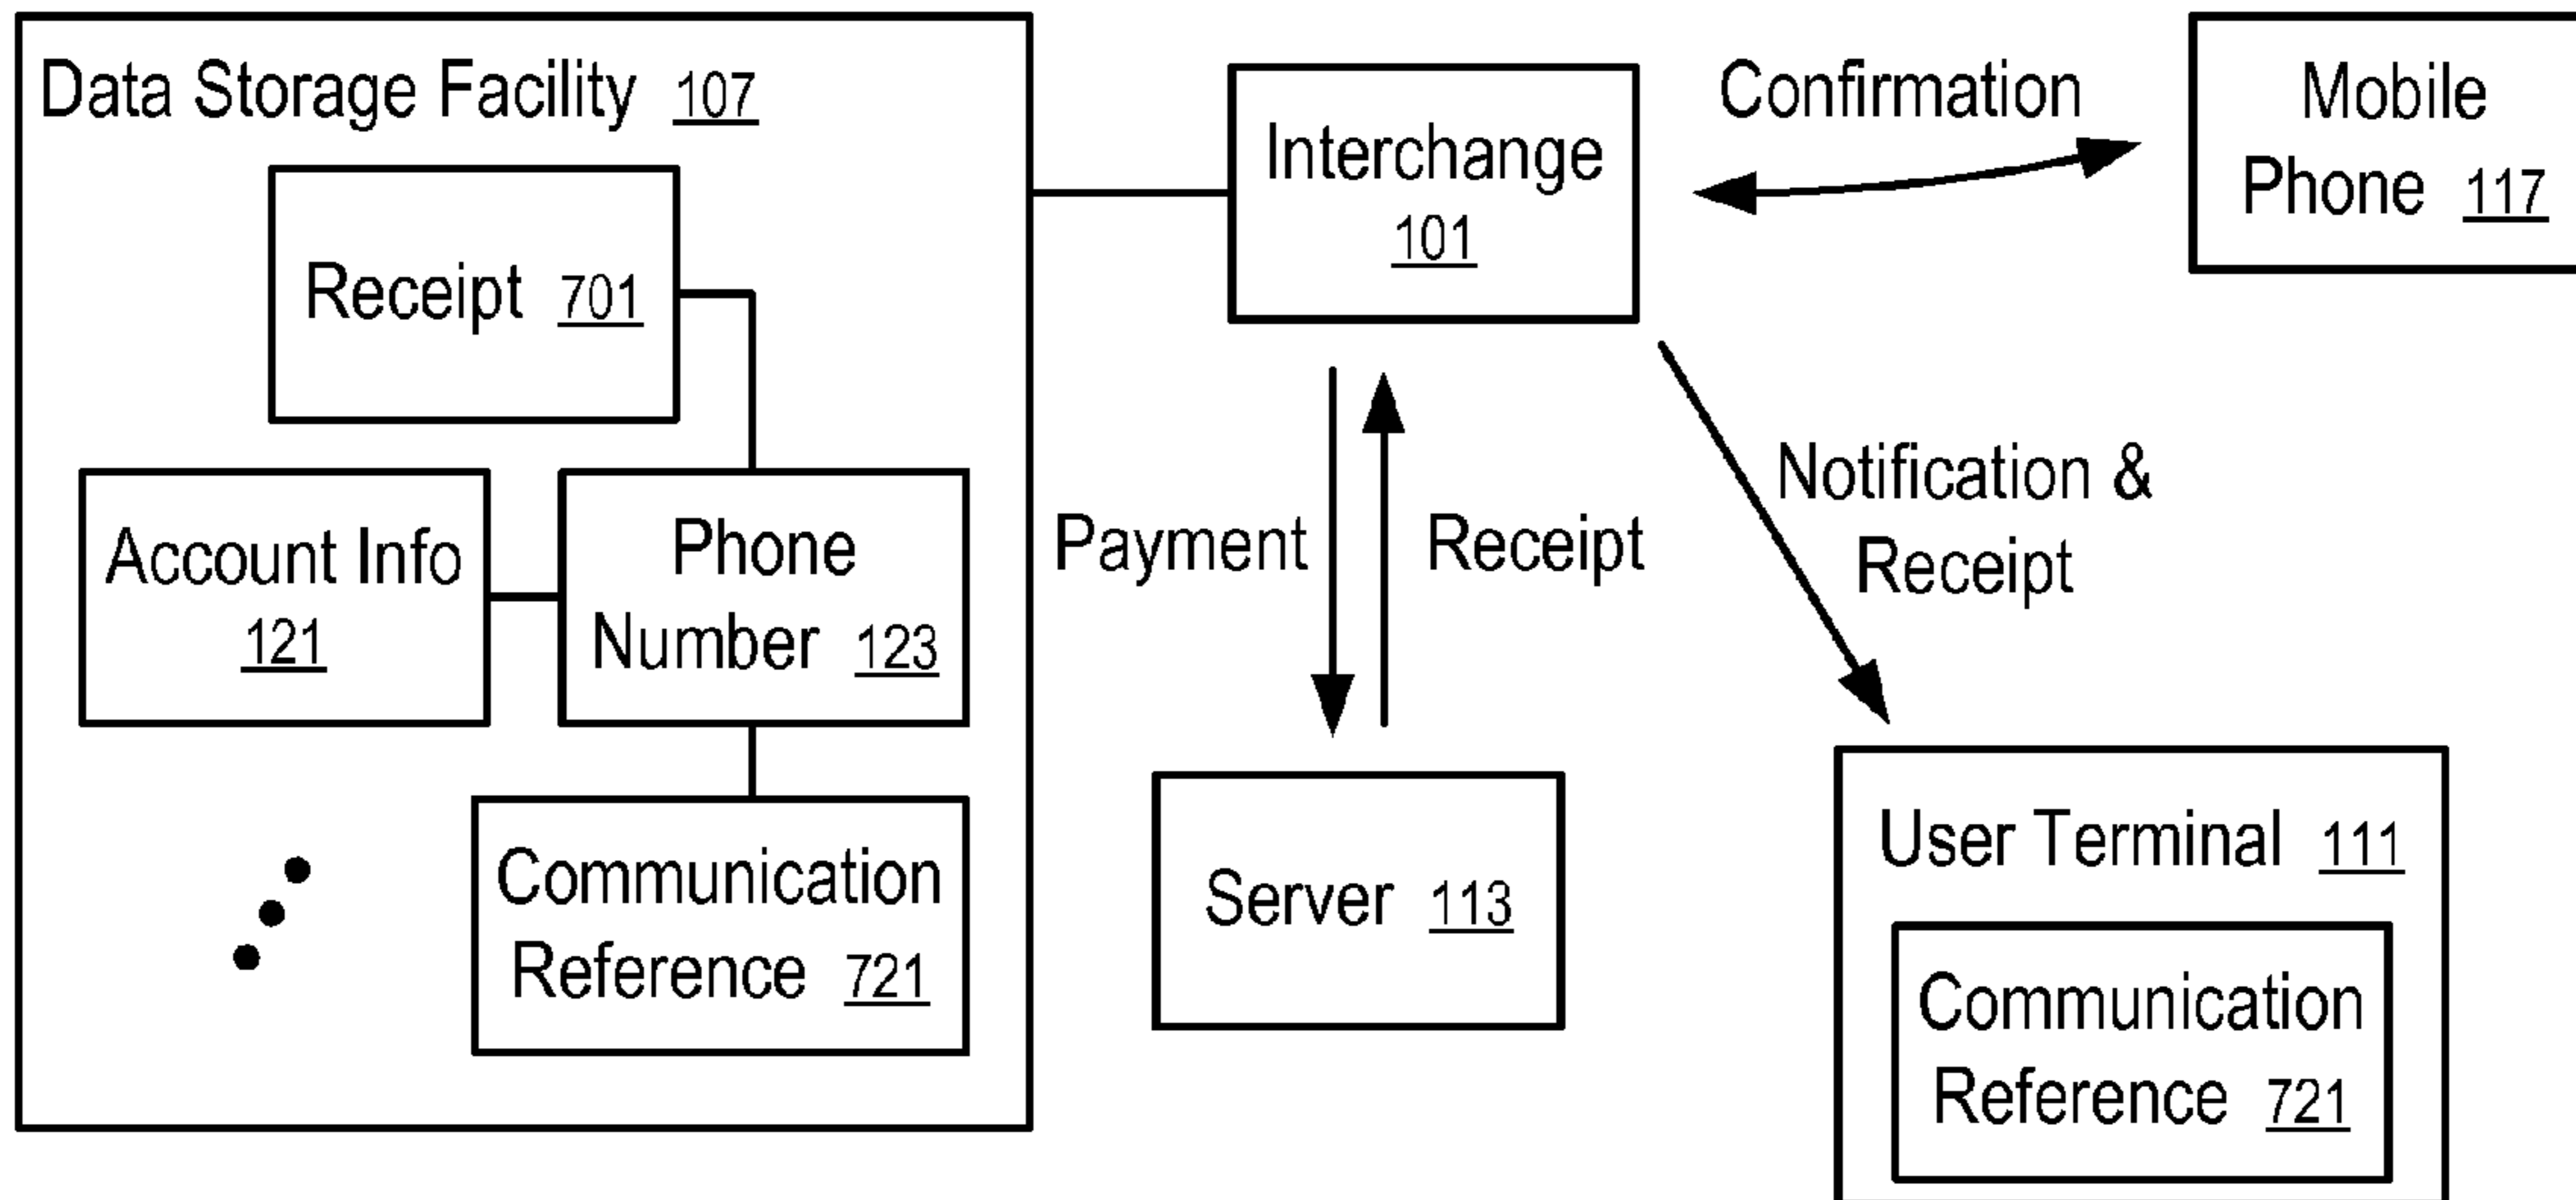 Data Storage Facility 107
Receipt 701
Account Info
121
Phone
Number 123
Communication
Reference 721
Interchange
101
Confirmation
Mobile
Phone 117
Payment
Receipt
Notification &
Receipt
Server 113
User Terminal 111
Communication
Reference 721